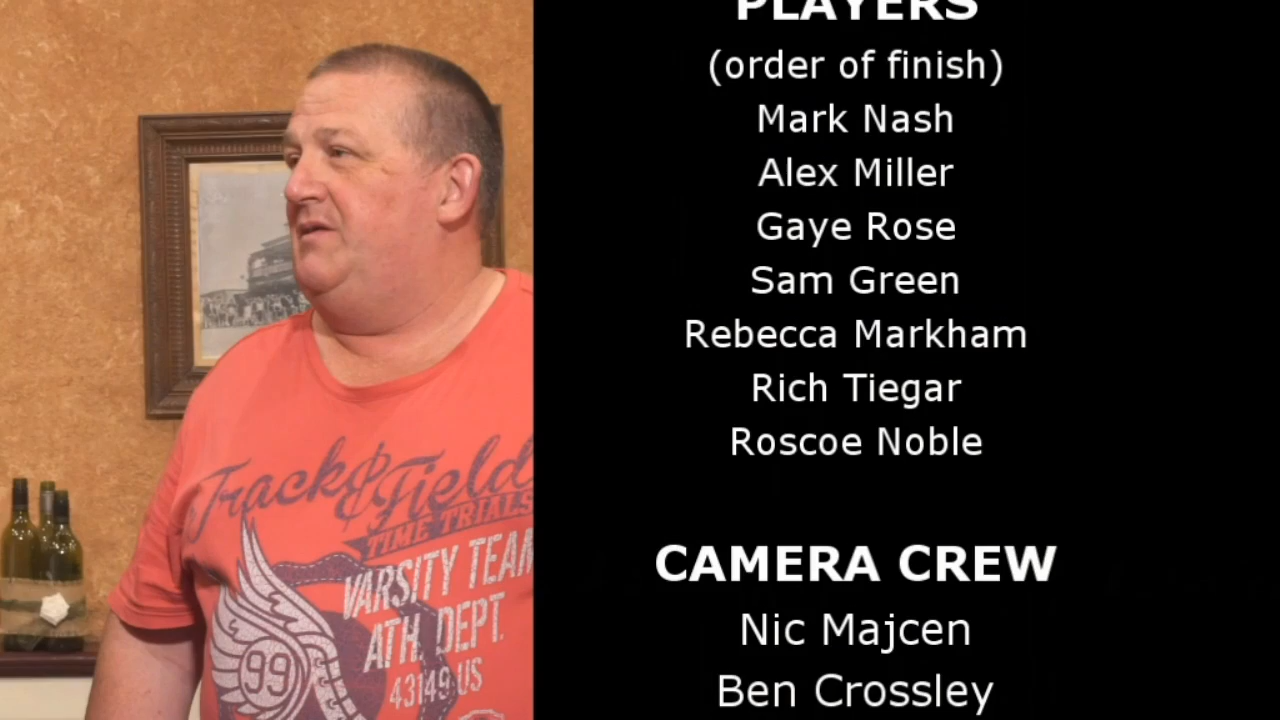 PLAYERS
(order of finish)
Mark Nash
Alex Miller
Gaye Rose
Sam Green
Rebecca Markham
Rich Tiegar
Roscoe Noble
CAMERA CREW
Nic Majcen
Ben Crossley
Track & Field
TIME TRIALS
VARSITY TEAM
ATH. DEPT.
43149 US
99